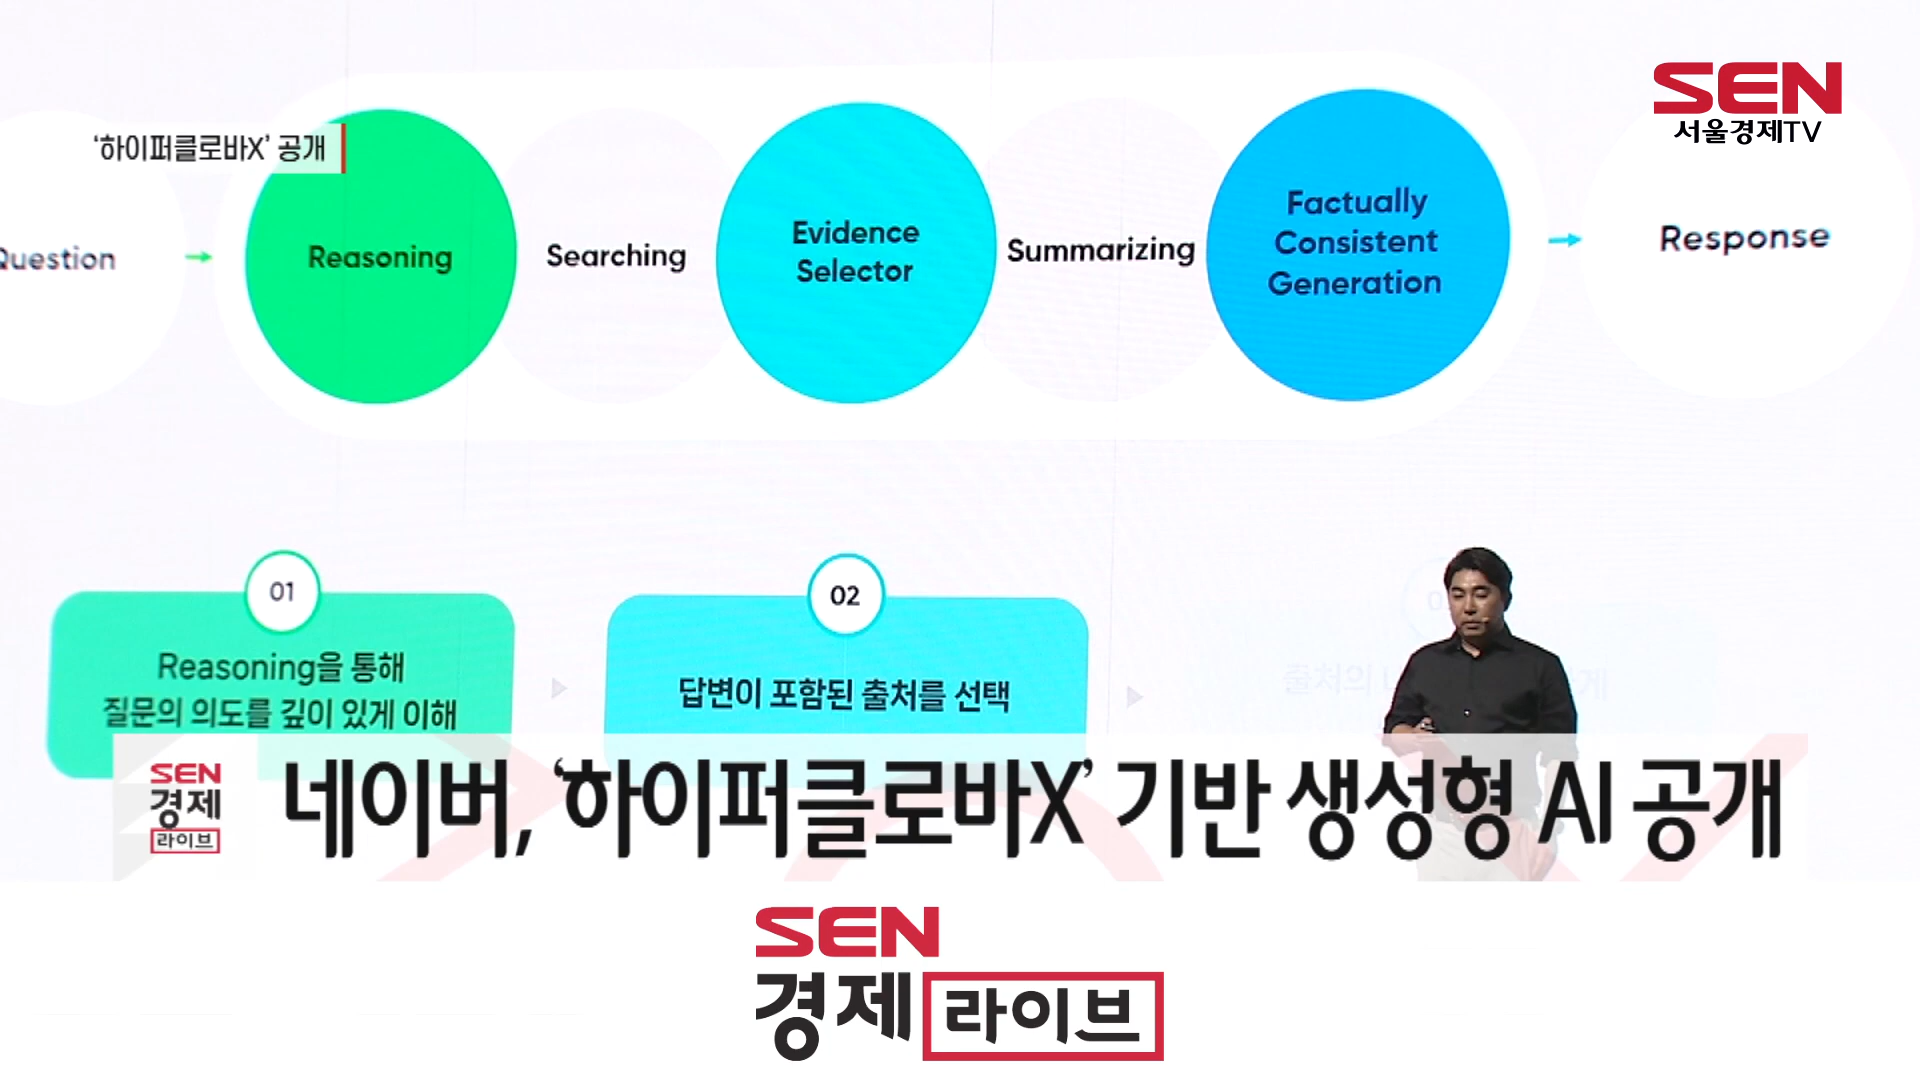 SEN
서울경제TV
‘하이퍼클로바X’ 공개
Question
Reasoning
Searching
Evidence
Selector
Summarizing
Factually
Consistent
Generation
Response
01
Reasoning을 통해
질문의 의도를 깊이 있게 이해
02
답변이 포함된 출처를 선택
출처의
SEN
경제
라이브
네이버, ‘하이퍼클로바X’ 기반 생성형 AI 공개
SEN
경제 라이브